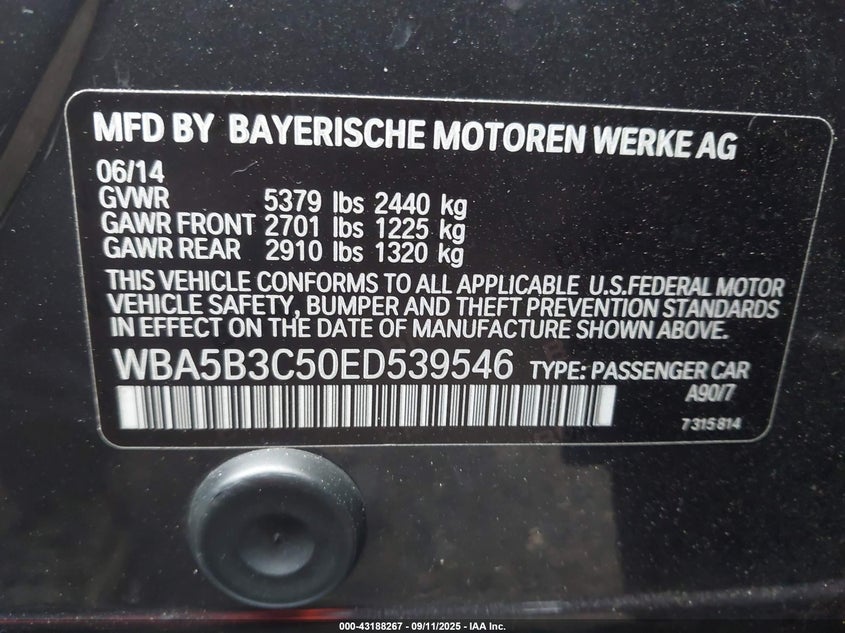 MFD BY BAYERISCHE MOTOREN WERKE AG
06/14
GVWR 5379 lbs 2440 kg
GAWR FRONT 2701 lbs 1225 kg
GAWR REAR 2910 lbs 1320 kg
THIS VEHICLE CONFORMS TO ALL APPLICABLE U.S.FEDERAL MOTOR
VEHICLE SAFETY, BUMPER AND THEFT PREVENTION STANDARDS
IN EFFECT ON THE DATE OF MANUFACTURE SHOWN ABOVE.
WBA5B3C50ED539546 TYPE: PASSENGER CAR
A90/7
7 315 814
000-43188267 - 09/11/2025 - IAA Inc.